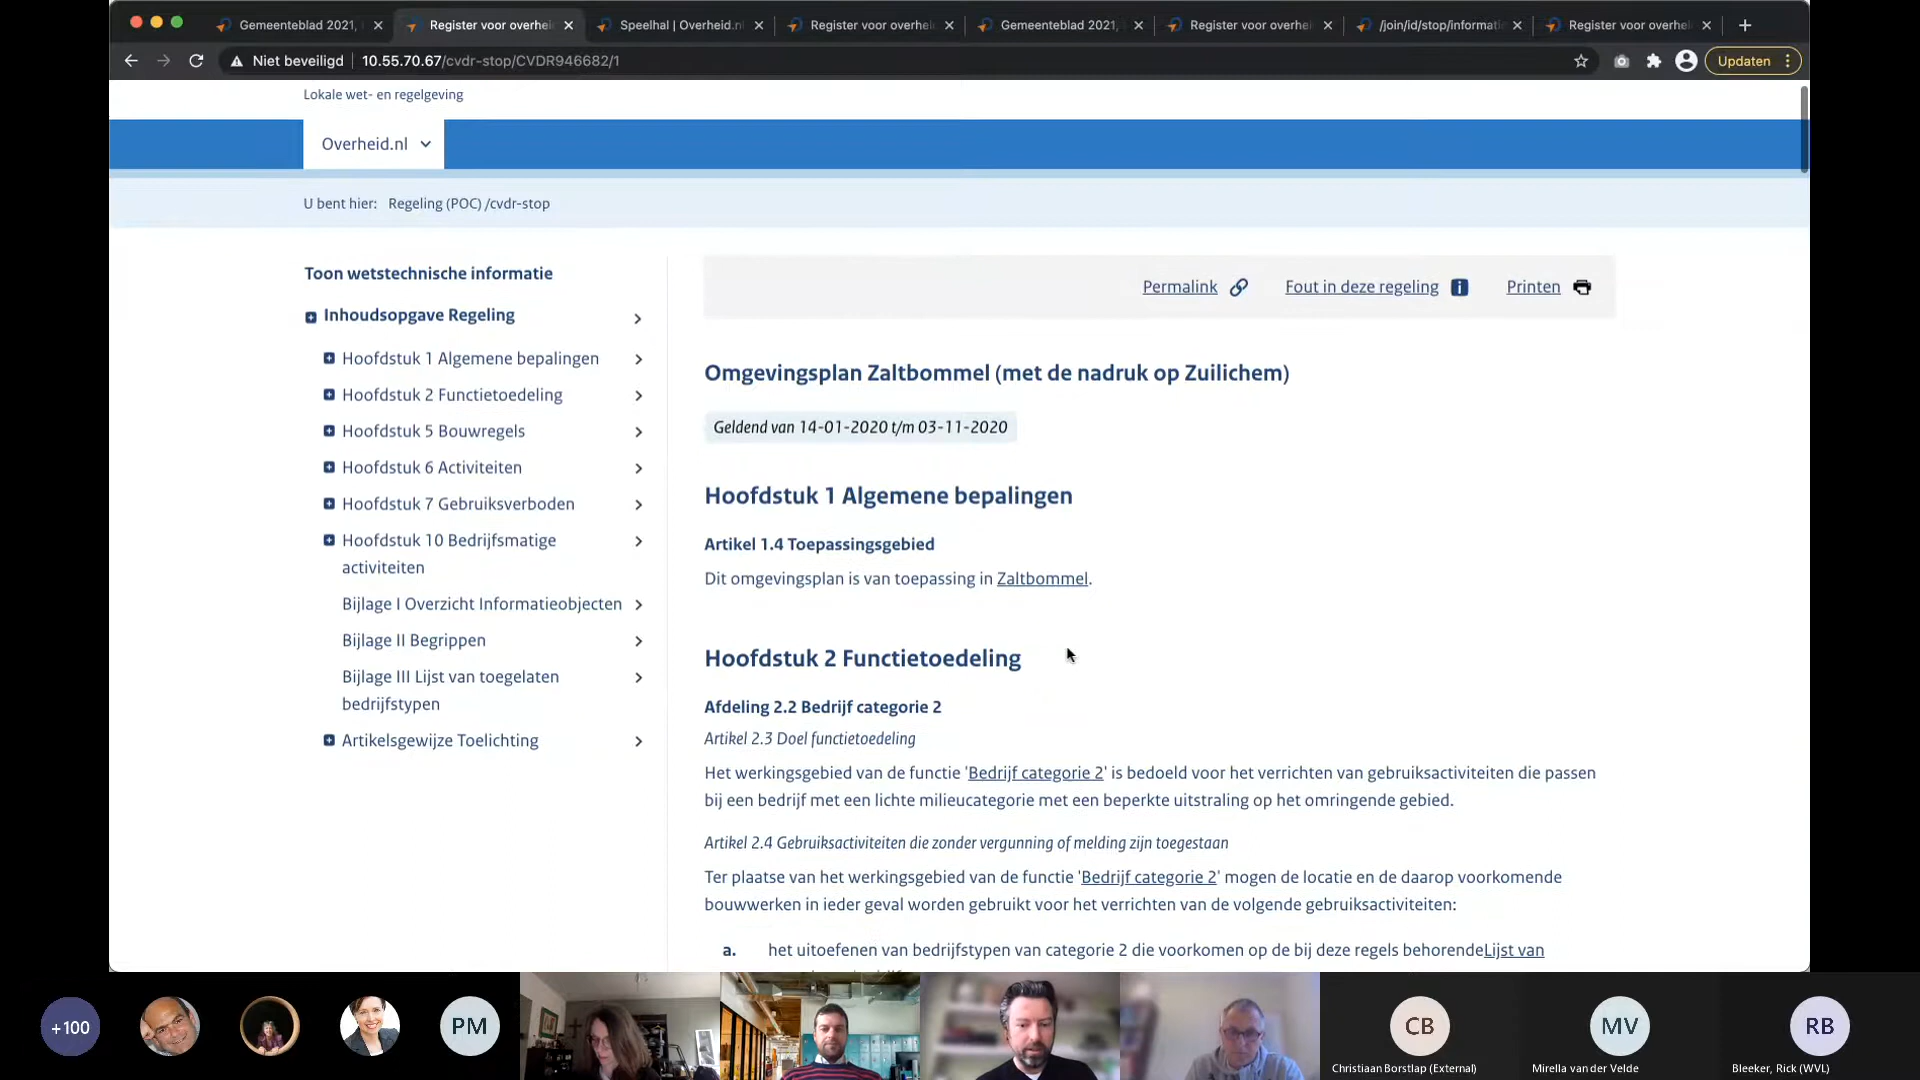 Gemeenteblad 2021,
Register voor overhei
Speelhal | Overheid.n
Register voor overhei
Gemeenteblad 2021,
Register voor overhei
/join/id/stop/informati
Register voor overhei
Niet beveiligd
10.55.70.67/cvdr-stop/CVDR946682/1
Updaten
Lokale wet- en regelgeving
Overheid.nl
U bent hier: Regeling (POC) /cvdr-stop
Toon wetstechnische informatie
Inhoudsopgave Regeling
Hoofdstuk 1 Algemene bepalingen
Hoofdstuk 2 Functietoedeling
Hoofdstuk 5 Bouwregels
Hoofdstuk 6 Activiteiten
Hoofdstuk 7 Gebruiksverboden
Hoofdstuk 10 Bedrijfsmatige
activiteiten
Bijlage I Overzicht Informatieobjecten
Bijlage II Begrippen
Bijlage III Lijst van toegelaten
bedrijfstypen
Artikelsgewijze Toelichting
Permalink
Fout in deze regeling
Printen
Omgevingsplan Zaltbommel (met de nadruk op Zuilichem)
Geldend van 14-01-2020 t/m 03-11-2020
Hoofdstuk 1 Algemene bepalingen
Artikel 1.4 Toepassingsgebied
Dit omgevingsplan is van toepassing in Zaltbommel.
Hoofdstuk 2 Functietoedeling
Afdeling 2.2 Bedrijf categorie 2
Artikel 2.3 Doel functietoedeling
Het werkingsgebied van de functie 'Bedrijf categorie 2' is bedoeld voor het verrichten van gebruiksactiviteiten die passen
bij een bedrijf met een lichte milieucategorie met een beperkte uitstraling op het omringende gebied.
Artikel 2.4 Gebruiksactiviteiten die zonder vergunning of melding zijn toegestaan
Ter plaatse van het werkingsgebied van de functie 'Bedrijf categorie 2' mogen de locatie en de daarop voorkomende
bouwwerken in ieder geval worden gebruikt voor het verrichten van de volgende gebruiksactiviteiten:
a. het uitoefenen van bedrijfstypen van categorie 2 die voorkomen op de bij deze regels behorendeLijst van
+100
PM
CB
MV
RB
Christiaan Borstlap (External)
Mirella van der Velde
Bleeker, Rick (WVL)